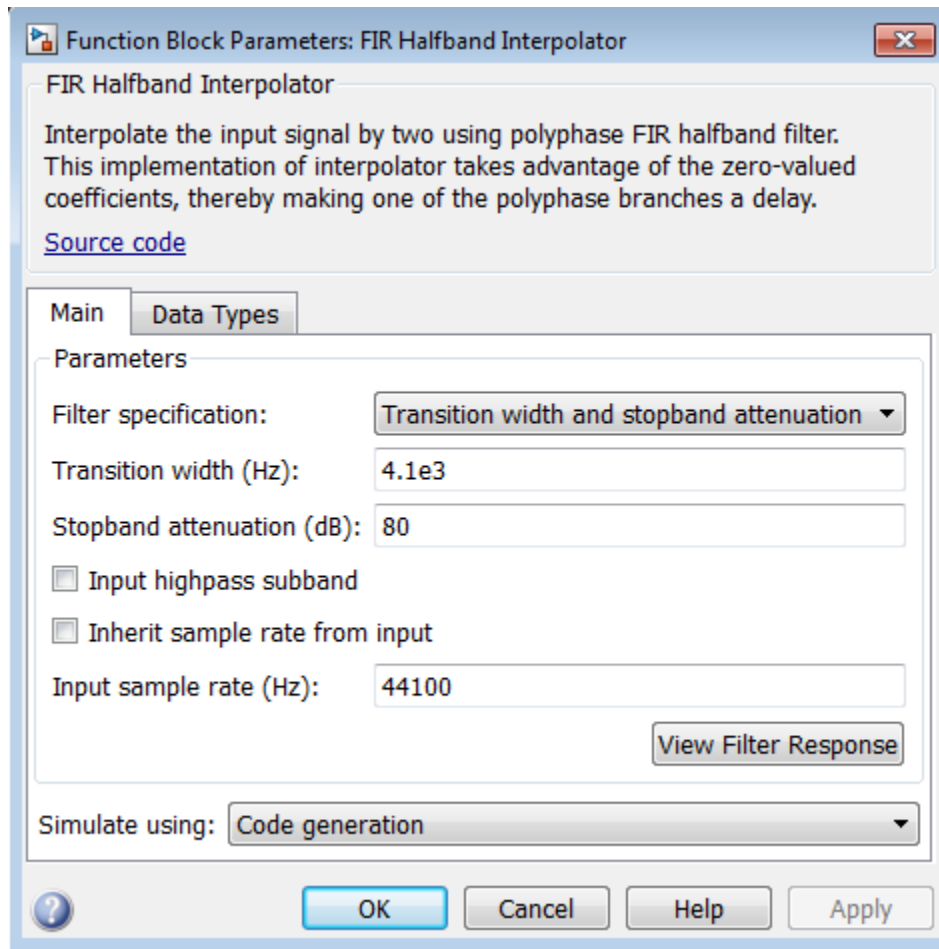 Function Block Parameters: FIR Halfband Interpolator
FIR Halfband Interpolator
Interpolate the input signal by two using polyphase FIR halfband filter.
This implementation of interpolator takes advantage of the zero-valued
coefficients, thereby making one of the polyphase branches a delay.
Source code
Main Data Types
Parameters
Filter specification: Transition width and stopband attenuation
Transition width (Hz): 4.1e3
Stopband attenuation (dB): 80
Input highpass subband
Inherit sample rate from input
Input sample rate (Hz): 44100
View Filter Response
Simulate using: Code generation
? OK Cancel Help Apply